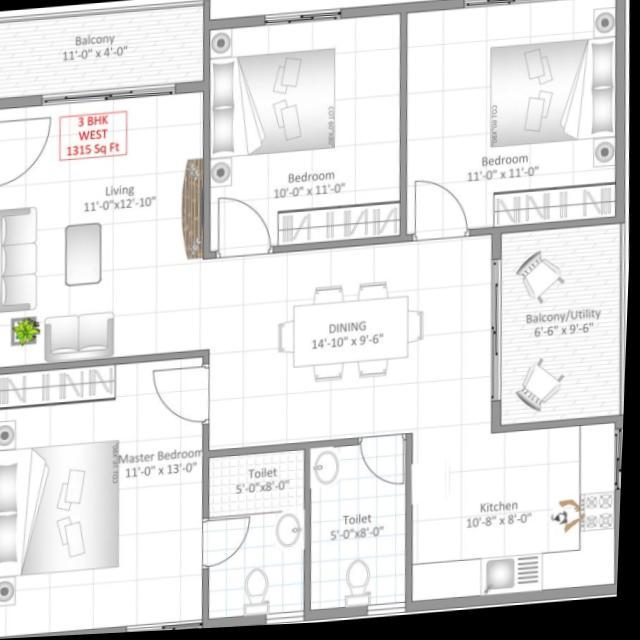 Balcony
11'-0" x 4'-0"
3 BHK
WEST
1315 Sq Ft
Living
11'-0"x12'-10"
Bedroom
10'-0" x 11'-0"
Bedroom
11'-0" x 11'-0"
DINING
14'-10" x 9'-6"
Balcony/Utility
6'-6" x 9'-6"
Master Bedroom
11'-0" x 13'-0"
Toilet
5'-0"x8'-0"
Toilet
5'-0"x8'-0"
Kitchen
10'-8" x 8'-0"